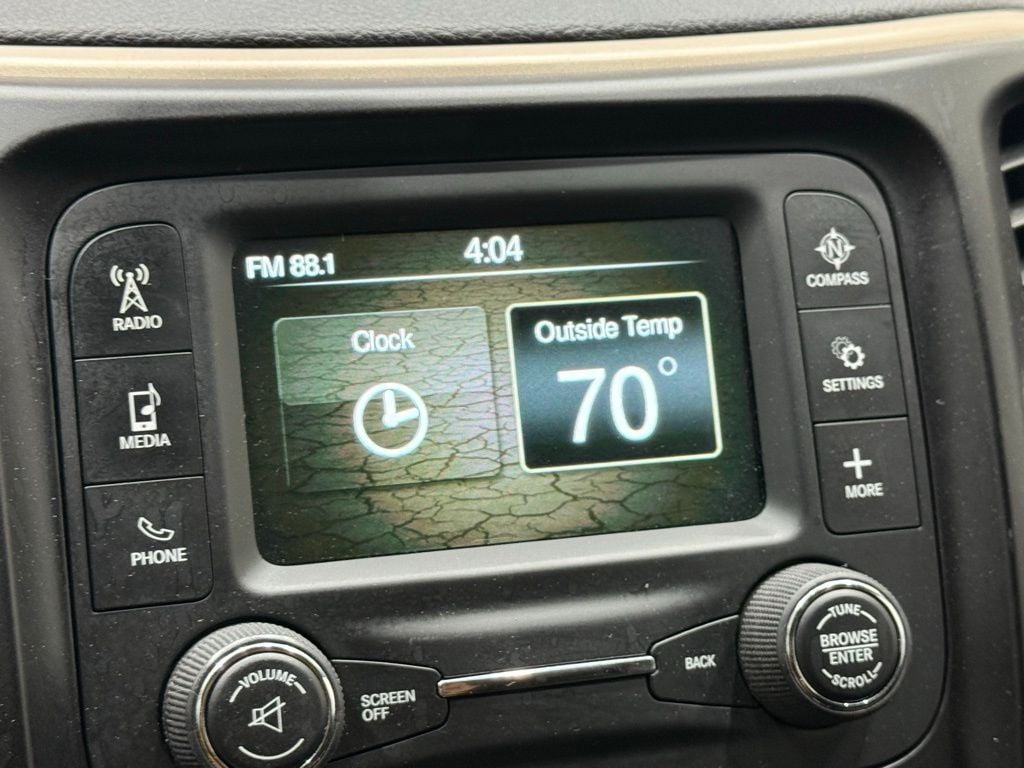 FM 88.1
4:04
Clock
Outside Temp
70°
RADIO
MEDIA
PHONE
N
COMPASS
SETTINGS
MORE
VOLUME
SCREEN
OFF
BACK
TUNE
BROWSE
ENTER
SCROLL